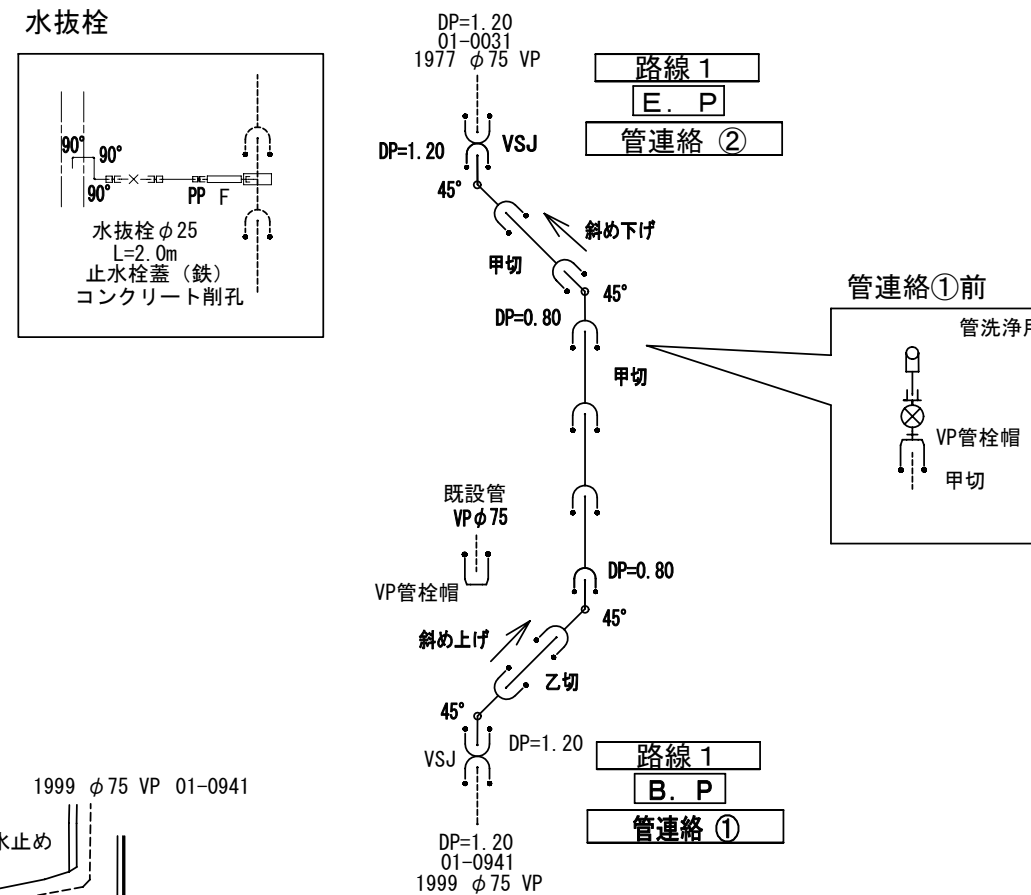 水抜栓
90°
90°
90°
PP F
水抜栓φ25
L=2.0m
止水栓蓋（鉄）
コンクリート削孔
DP=1.20
01-0031
1977 φ75 VP
路線１
E. P
管連絡 ②
DP=1.20
VSJ
45°
斜め下げ
甲切
45°
DP=0.80
甲切
管連絡①前
管洗浄用
VP管栓帽
甲切
既設管
VPφ75
VP管栓帽
DP=0.80
45°
斜め上げ
乙切
45°
VSJ
DP=1.20
路線１
B. P
管連絡 ①
DP=1.20
01-0941
1999 φ75 VP
1999 φ75 VP 01-0941
水止め